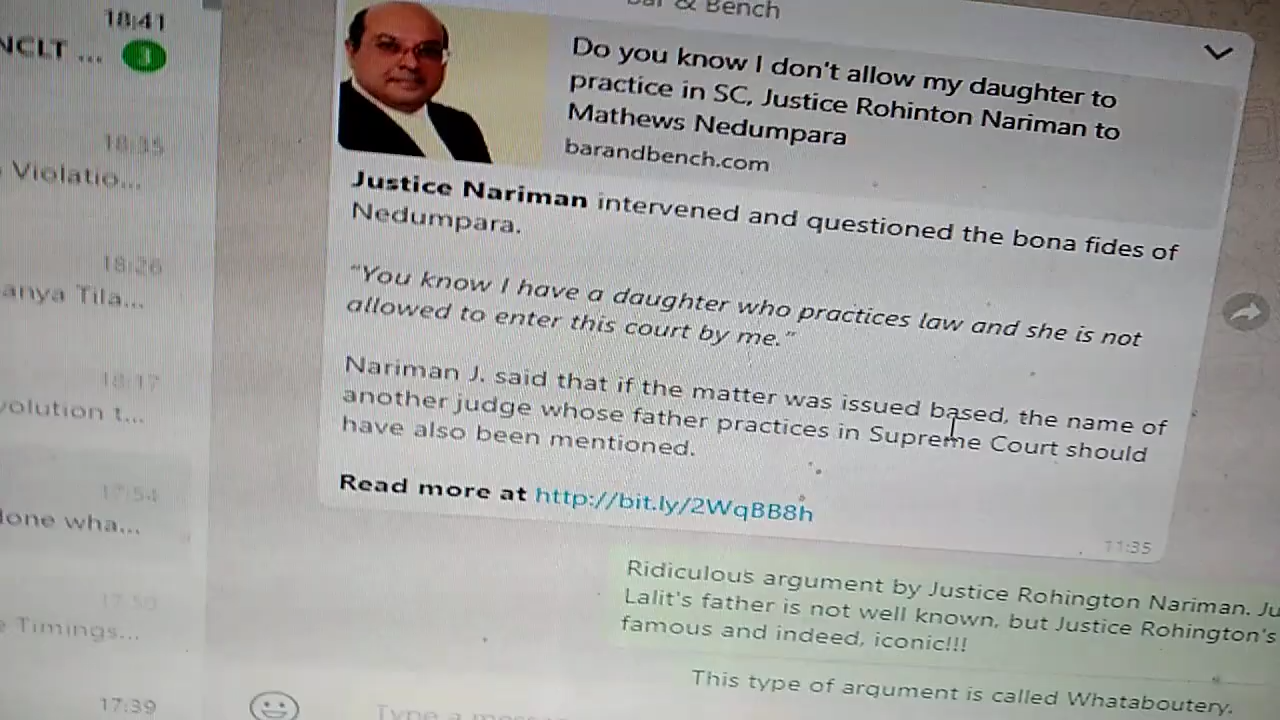 18:41
NCLT ...
3
18:35
Violatio...
18:26
anya Tila...
18:17
volution t...
17:54
done wha...
17:50
e Timings...
17:39
Bar & Bench
Do you know I don't allow my daughter to
practice in SC, Justice Rohinton Nariman to
Mathews Nedumpara
barandbench.com
Justice Nariman intervened and questioned the bona fides of
Nedumpara.
"You know I have a daughter who practices law and she is not
allowed to enter this court by me."
Nariman J. said that if the matter was issued based, the name of
another judge whose father practices in Supreme Court should
have also been mentioned.
Read more at http://bit.ly/2WqBB8h
11:35
Ridiculous argument by Justice Rohington Nariman. Ju
Lalit's father is not well known, but Justice Rohington's
famous and indeed, iconic!!!
This type of argument is called Whataboutery.
Type a mess